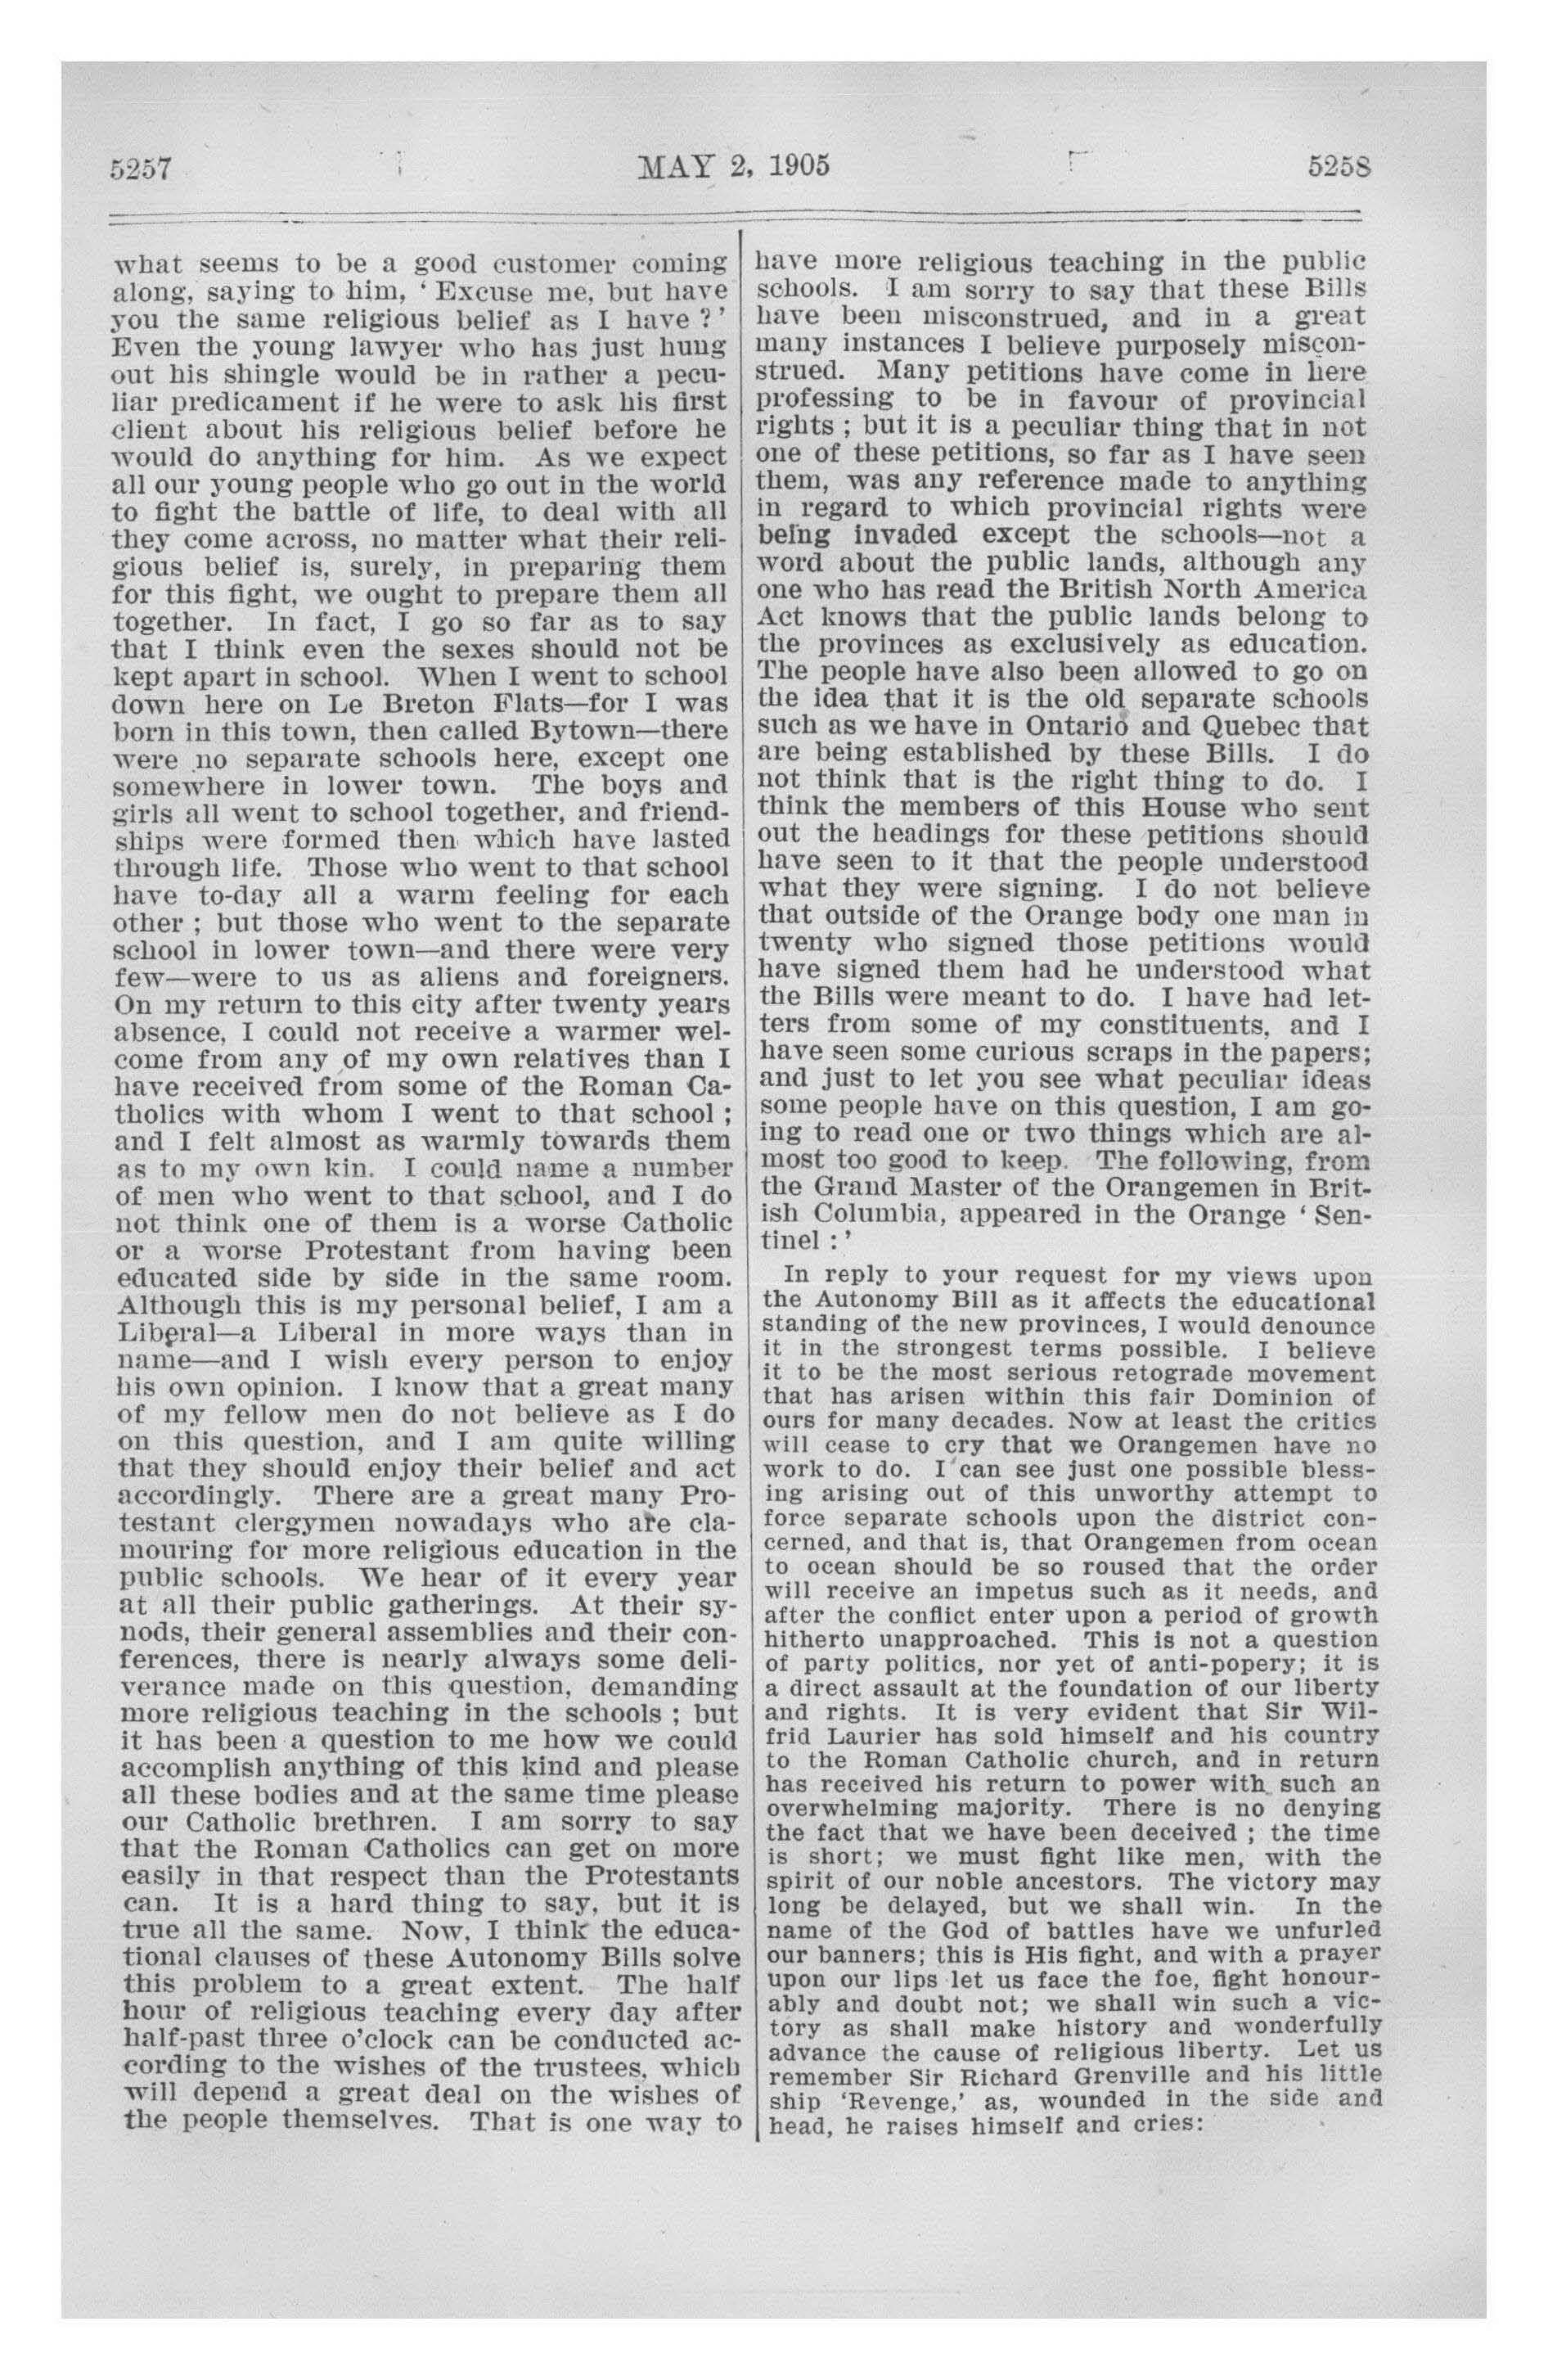 5257 MAY 2, 1905 5258
what seems to be a good customer coming
along, saying to him, ‘ Excuse me, but have
you the same religious belief as I have ?’
Even the young lawyer who has just hung
out his shingle would be in rather a pecu-
liar predicament if he were to ask his first
client about his religious belief before he
would do anything for him. As we expect
all our young people who go out in the world
to fight the battle of life, to deal with all
they come across, no matter what their reli-
gious belief is, surely, in preparing them
for this fight, we ought to prepare them all
together. In fact, I go so far as to say
that I think even the sexes should not be
kept apart in school. When I went to school
down here on Le Breton Flats—for I was
born in this town, then called Bytown—there
were no separate schools here, except one
somewhere in lower town. The boys and
girls all went to school together, and friend-
ships were formed then which have lasted
through life. Those who went to that school
have to-day all a warm feeling for each
other ; but those who went to the separate
school in lower town—and there were very
few—were to us as aliens and foreigners.
On my return to this city after twenty years
absence, I could not receive a warmer wel-
come from any of my own relatives than I
have received from some of the Roman Ca-
tholics with whom I went to that school ;
and I felt almost as warmly towards them
as to my own kin. I could name a number
of men who went to that school, and I do
not think one of them is a worse Catholic
or a worse Protestant from having been
educated side by side in the same room.
Although this is my personal belief, I am a
Liberal—a Liberal in more ways than in
name—and I wish every person to enjoy
his own opinion. I know that a great many
of my fellow men do not believe as I do
on this question, and I am quite willing
that they should enjoy their belief and act
accordingly. There are a great many Pro-
testant clergymen nowadays who are cla-
mouring for more religious education in the
public schools. We hear of it every year
at all their public gatherings. At their sy-
nods, their general assemblies and their con-
ferences, there is nearly always some deli-
verance made on this question, demanding
more religious teaching in the schools ; but
it has been a question to me how we could
accomplish anything of this kind and please
all these bodies and at the same time please
our Catholic brethren. I am sorry to say
that the Roman Catholics can get on more
easily in that respect than the Protestants
can. It is a hard thing to say, but it is
true all the same. Now, I think the educa-
tional clauses of these Autonomy Bills solve
this problem to a great extent. The half
hour of religious teaching every day after
half-past three o’clock can be conducted ac-
cording to the wishes of the trustees, which
will depend a great deal on the wishes of
the people themselves. That is one way to
have more religious teaching in the public
schools. I am sorry to say that these Bills
have been misconstrued, and in a great
many instances I believe purposely miscon-
strued. Many petitions have come in here
professing to be in favour of provincial
rights ; but it is a peculiar thing that in not
one of these petitions, so far as I have seen
them, was any reference made to anything
in regard to which provincial rights were
being invaded except the schools—not a
word about the public lands, although any
one who has read the British North America
Act knows that the public lands belong to
the provinces as exclusively as education.
The people have also been allowed to go on
the idea that it is the old separate schools
such as we have in Ontario and Quebec that
are being established by these Bills. I do
not think that is the right thing to do. I
think the members of this House who sent
out the headings for these petitions should
have seen to it that the people understood
what they were signing. I do not believe
that outside of the Orange body one man in
twenty who signed those petitions would
have signed them had he understood what
the Bills were meant to do. I have had let-
ters from some of my constituents, and I
have seen some curious scraps in the papers;
and just to let you see what peculiar ideas
some people have on this question, I am go-
ing to read one or two things which are al-
most too good to keep. The following, from
the Grand Master of the Orangemen in Brit-
ish Columbia, appeared in the Orange ‘ Sen-
tinel :’
In reply to your request for my views upon
the Autonomy Bill as it affects the educational
standing of the new provinces, I would denounce
it in the strongest terms possible. I believe
it to be the most serious retograde movement
that has arisen within this fair Dominion of
ours for many decades. Now at least the critics
will cease to cry that we Orangemen have no
work to do. I can see just one possible bless-
ing arising out of this unworthy attempt to
force separate schools upon the district con-
cerned, and that is, that Orangemen from ocean
to ocean should be so roused that the order
will receive an impetus such as it needs, and
after the conflict enter upon a period of growth
hitherto unapproached. This is not a question
of party politics, nor yet of anti-popery; it is
a direct assault at the foundation of our liberty
and rights. It is very evident that Sir Wil-
frid Laurier has sold himself and his country
to the Roman Catholic church, and in return
has received his return to power with such an
overwhelming majority. There is no denying
the fact that we have been deceived ; the time
is short; we must fight like men, with the
spirit of our noble ancestors. The victory may
long be delayed, but we shall win. In the
name of the God of battles have we unfurled
our banners; this is His fight, and with a prayer
upon our lips let us face the foe, fight honour-
ably and doubt not; we shall win such a vic-
tory as shall make history and wonderfully
advance the cause of religious liberty. Let us
remember Sir Richard Grenville and his little
ship ‘Revenge,’ as, wounded in the side and
head, he raises himself and cries: